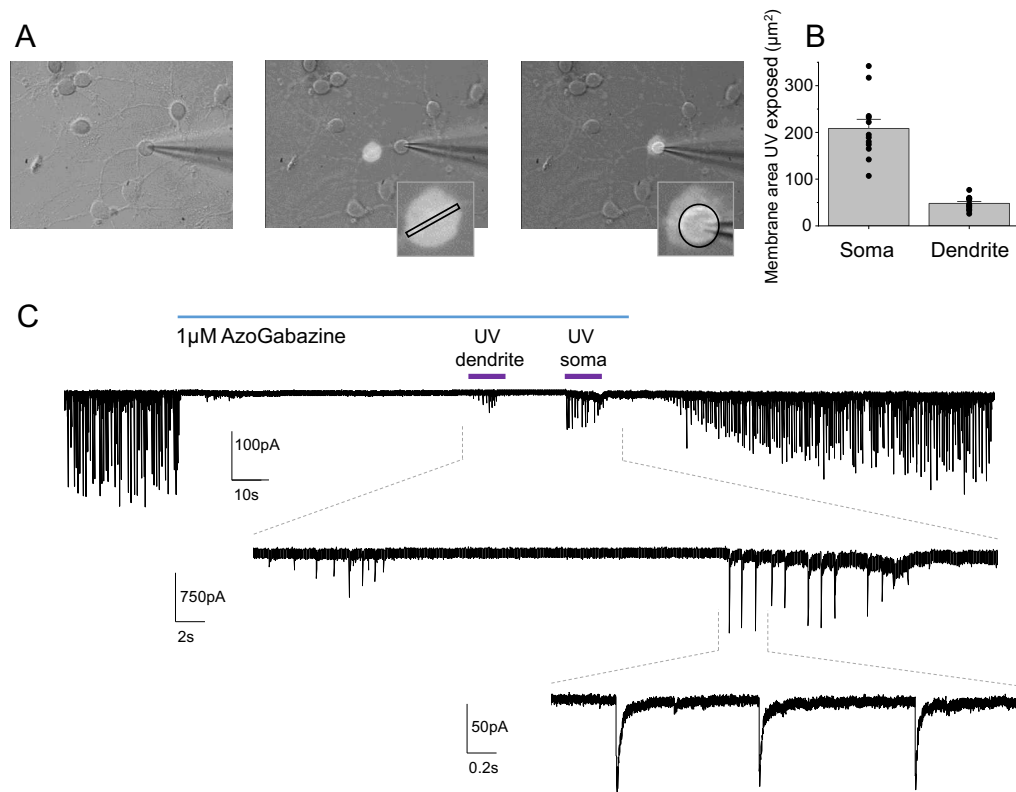 A
B
Membrane area UV exposed (µm²)
300
200
100
0
Soma
Dendrite
C
1µM AzoGabazine
UV
dendrite
UV
soma
100pA
10s
750pA
2s
50pA
0.2s